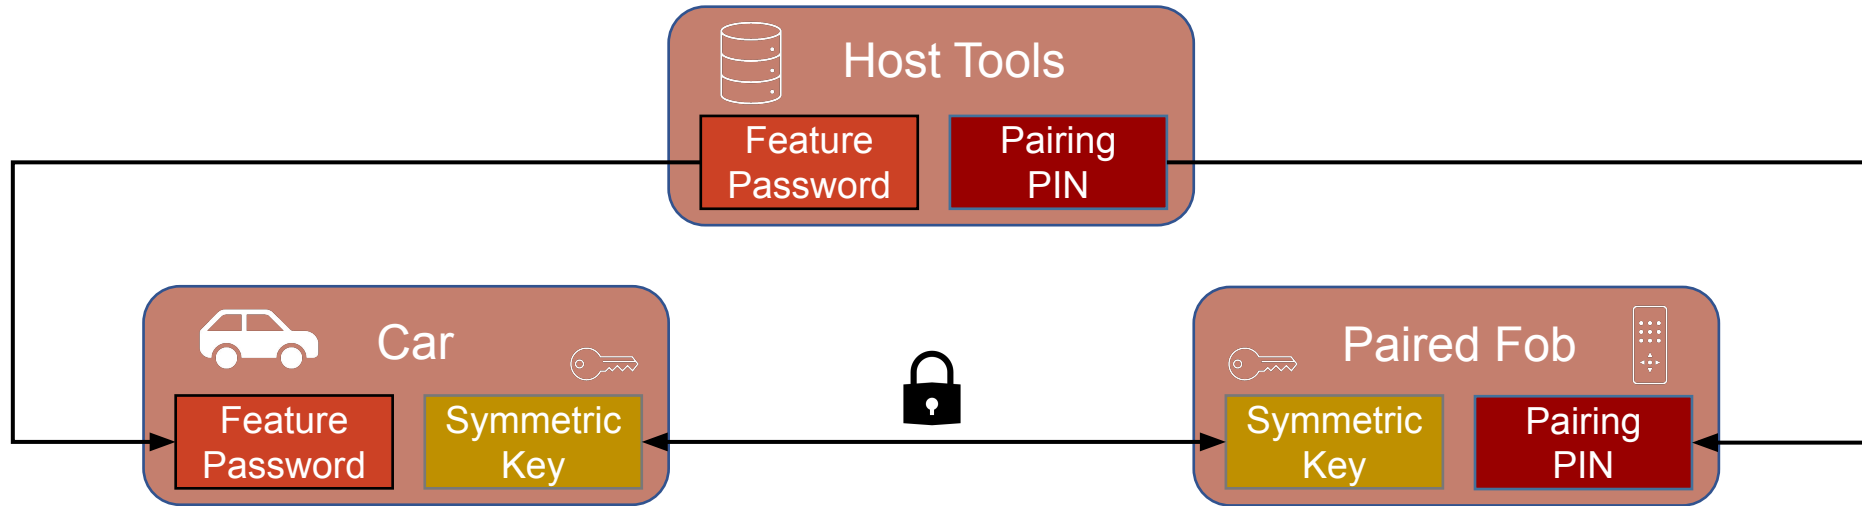 Host Tools
Feature
Password
Pairing
PIN
Car
Feature
Password
Symmetric
Key
Paired Fob
Symmetric
Key
Pairing
PIN